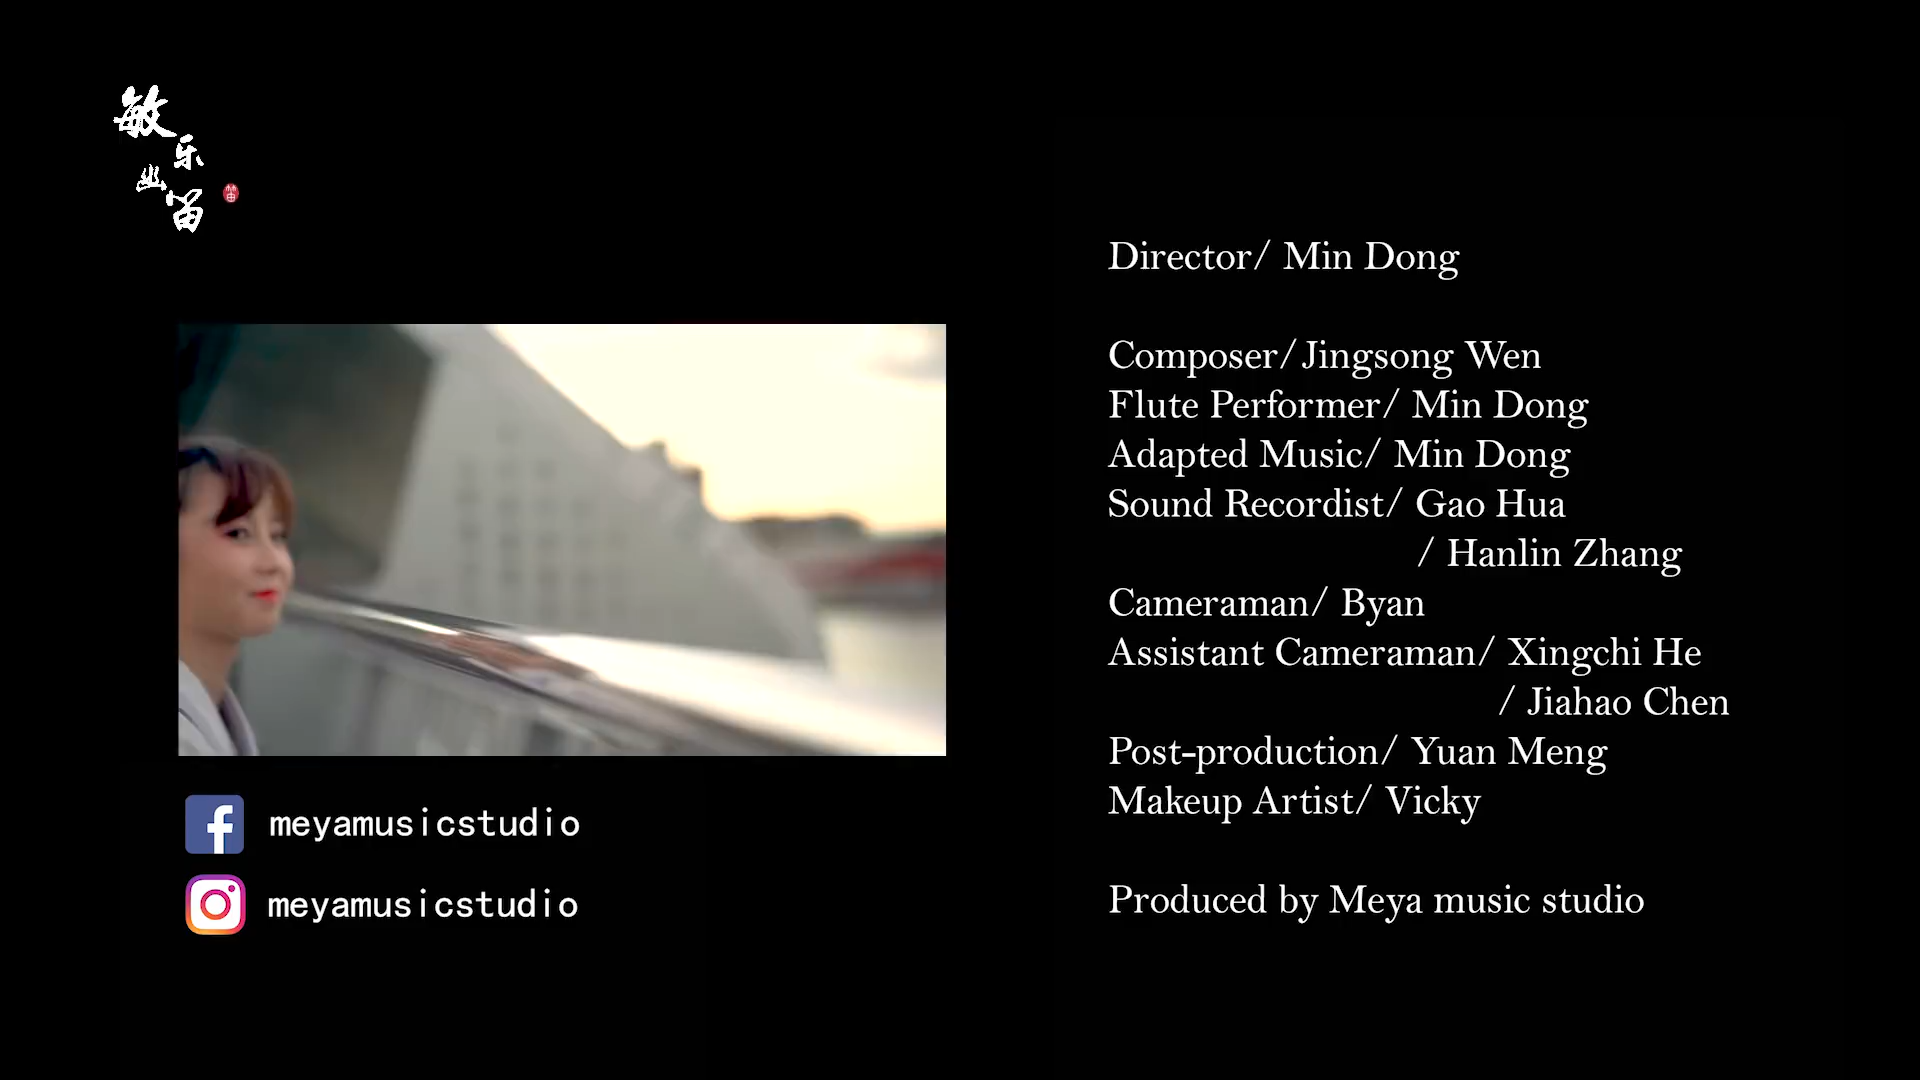 敏
乐
幽
笛
Director/ Min Dong
Composer/Jingsong Wen
Flute Performer/ Min Dong
Adapted Music/ Min Dong
Sound Recordist/ Gao Hua
/ Hanlin Zhang
Cameraman/ Byan
Assistant Cameraman/ Xingchi He
/ Jiahao Chen
Post-production/ Yuan Meng
Makeup Artist/ Vicky
Produced by Meya music studio
meyamusicstudio
meyamusicstudio